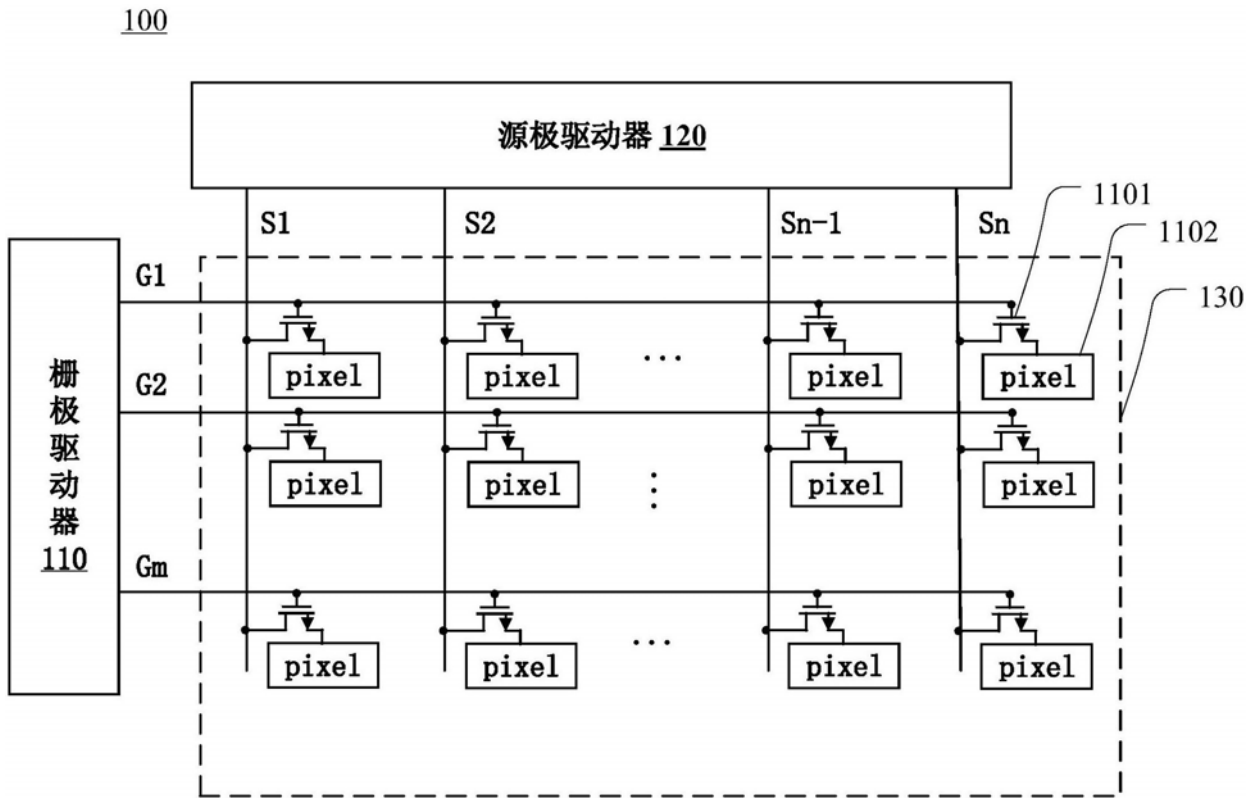 100
源极驱动器 120
S1 S2 Sn-1 Sn
1101
1102
130
G1
pixel pixel ... pixel pixel
栅极驱动器 110
G2
pixel pixel pixel pixel
Gm
pixel pixel ... pixel pixel